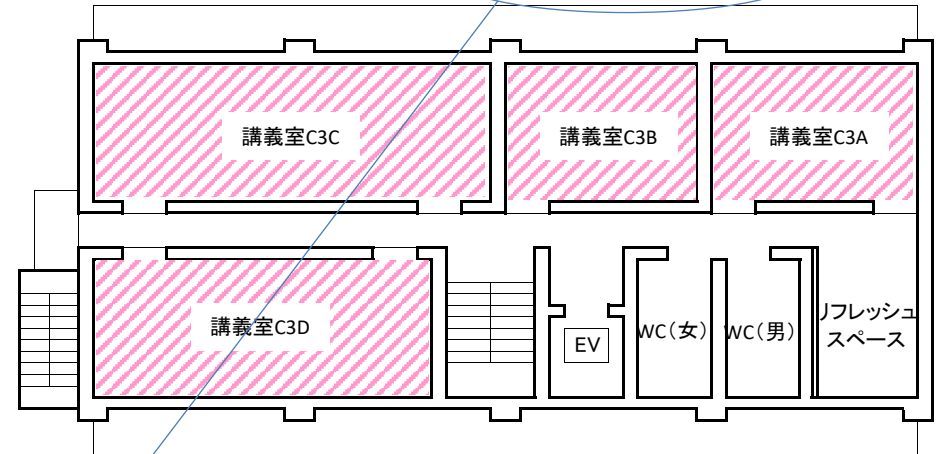 講義室C3C
講義室C3B
講義室C3A
講義室C3D
EV
WC(女)
WC(男)
リフレッシュ
スペース